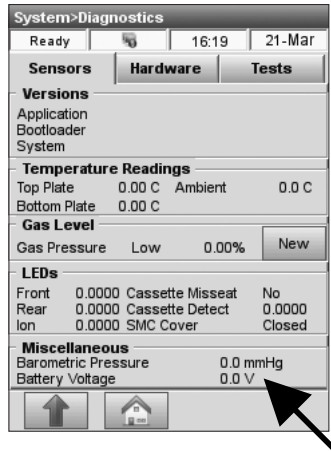 System>Diagnostics
Ready 16:19 21-Mar
Sensors Hardware Tests
Versions
Application
Bootloader
System
Temperature Readings
Top Plate 0.00 C Ambient 0.0 C
Bottom Plate 0.00 C
Gas Level
Gas Pressure Low 0.00% New
LEDs
Front 0.0000 Cassette Misseat No
Rear 0.0000 Cassette Detect 0.0000
Ion 0.0000 SMC Cover Closed
Miscellaneous
Barometric Pressure 0.0 mmHg
Battery Voltage 0.0 V